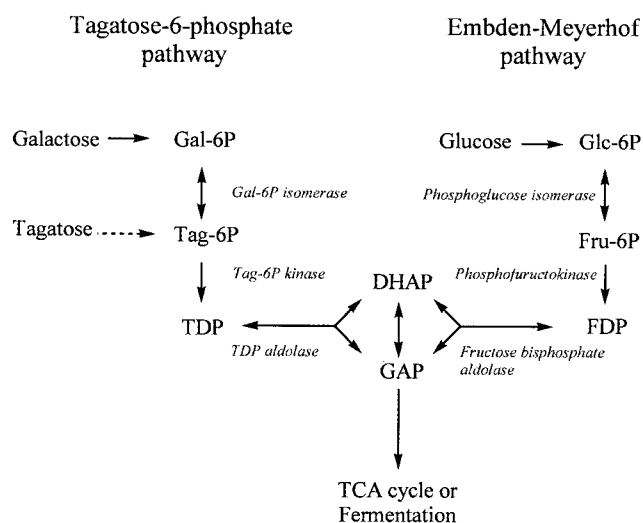 Tagatose-6-phosphate
pathway
Embden-Meyerhof
pathway
Galactose
Gal-6P
Glucose
Glc-6P
Gal-6P isomerase
Phosphoglucose isomerase
Tagatose
Tag-6P
Fru-6P
Tag-6P kinase
DHAP
Phosphofuructokinase
TDP
FDP
TDP aldolase
Fructose bisphosphate
aldolase
GAP
TCA cycle or
Fermentation